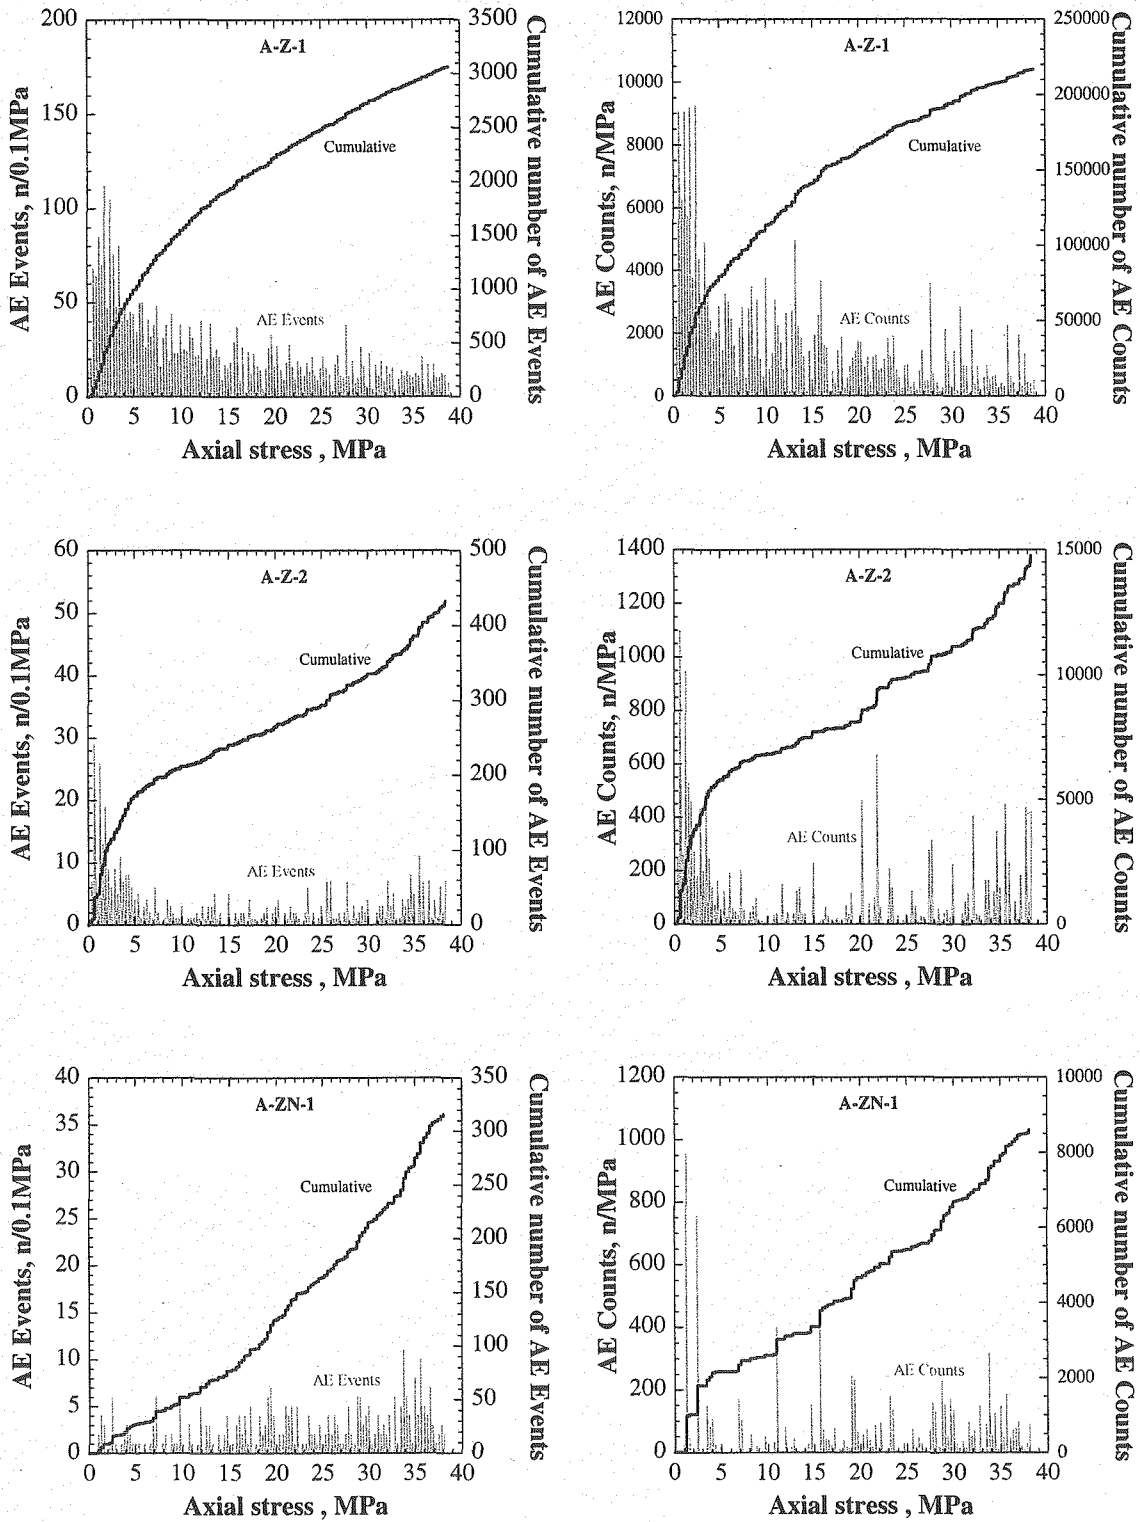 A-Z-1
AE Events, n/0.1MPa
200
150
100
50
0
Cumulative
AE Events
3500
3000
2500
2000
1500
1000
500
0
Cumulative number of AE Events
0 5 10 15 20 25 30 35 40
Axial stress , MPa
A-Z-1
AE Counts, n/MPa
12000
10000
8000
6000
4000
2000
0
Cumulative
AE Counts
250000
200000
150000
100000
50000
0
Cumulative number of AE Counts
0 5 10 15 20 25 30 35 40
Axial stress , MPa
A-Z-2
AE Events, n/0.1MPa
60
50
40
30
20
10
0
Cumulative
AE Events
500
400
300
200
100
0
Cumulative number of AE Events
0 5 10 15 20 25 30 35 40
Axial stress , MPa
A-Z-2
AE Counts, n/MPa
1400
1200
1000
800
600
400
200
0
Cumulative
AE Counts
15000
10000
5000
0
Cumulative number of AE Counts
0 5 10 15 20 25 30 35 40
Axial stress , MPa
A-ZN-1
AE Events, n/0.1MPa
40
35
30
25
20
15
10
5
0
Cumulative
AE Events
350
300
250
200
150
100
50
0
Cumulative number of AE Events
0 5 10 15 20 25 30 35 40
Axial stress , MPa
A-ZN-1
AE Counts, n/MPa
1200
1000
800
600
400
200
0
Cumulative
AE Counts
10000
8000
6000
4000
2000
0
Cumulative number of AE Counts
0 5 10 15 20 25 30 35 40
Axial stress , MPa